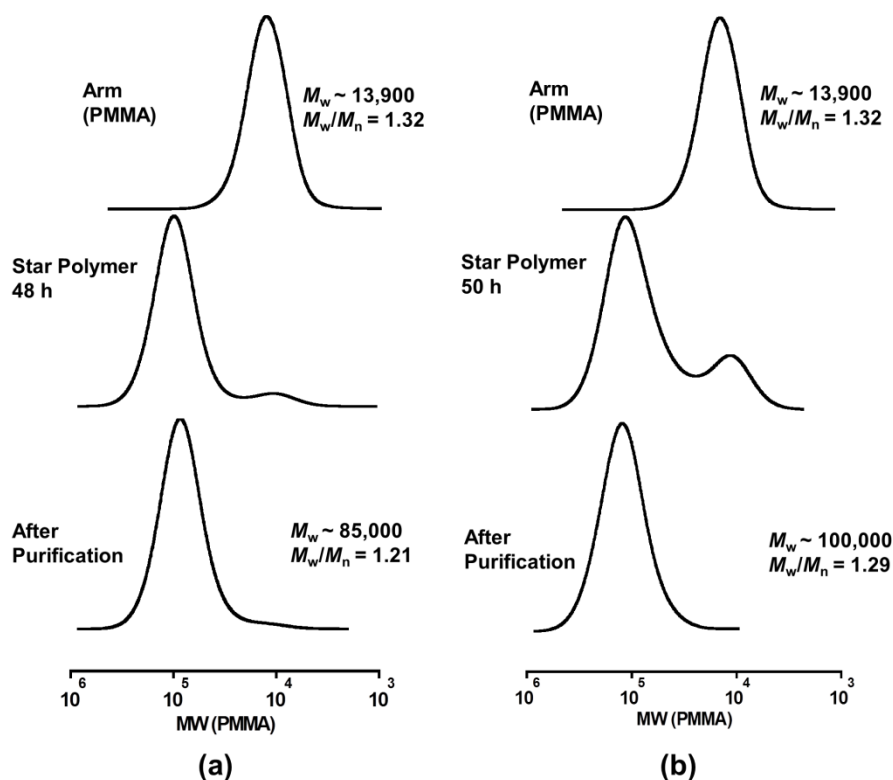 Arm
(PMMA)
Mw ~ 13,900
Mw/Mn = 1.32
Star Polymer
48 h
After
Purification
Mw ~ 85,000
Mw/Mn = 1.21
10^6 10^5 10^4 10^3
MW (PMMA)
(a)
Arm
(PMMA)
Mw ~ 13,900
Mw/Mn = 1.32
Star Polymer
50 h
After
Purification
Mw ~ 100,000
Mw/Mn = 1.29
10^6 10^5 10^4 10^3
MW (PMMA)
(b)